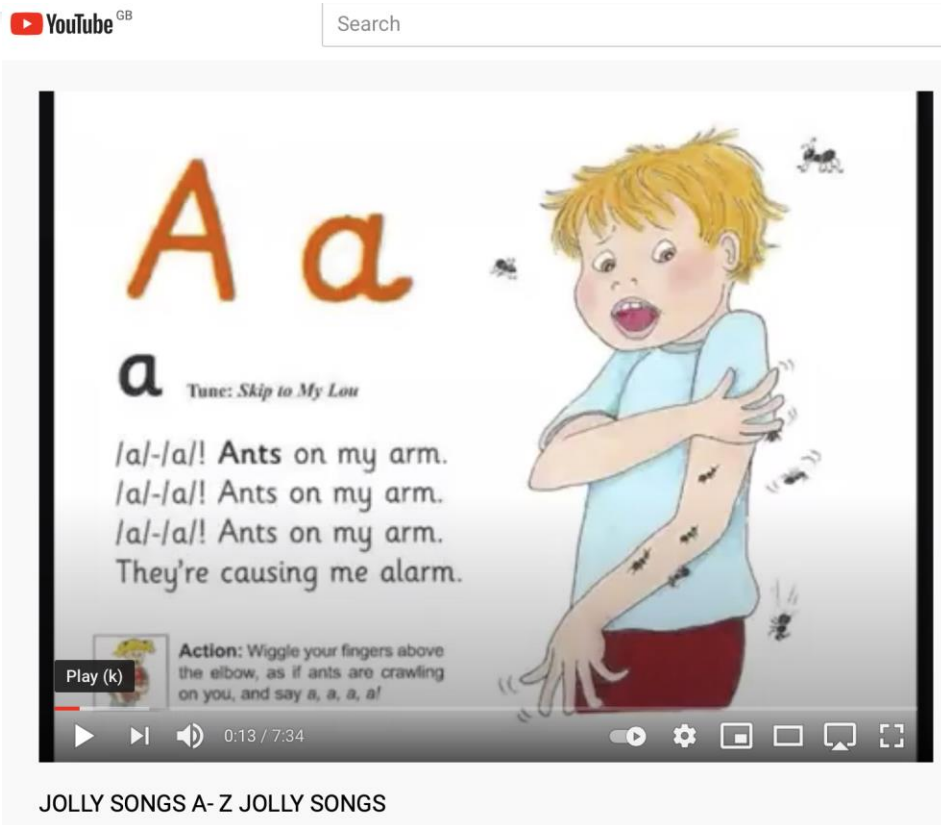 YouTube GB
Search
A a
a Tune: Skip to My Lou
/a/-/a/! Ants on my arm.
/a/-/a/! Ants on my arm.
/a/-/a/! Ants on my arm.
They're causing me alarm.
Action: Wiggle your fingers above
the elbow, as if ants are crawling
on you, and say a, a, a, a!
Play (k)
0:13 / 7:34
JOLLY SONGS A- Z JOLLY SONGS